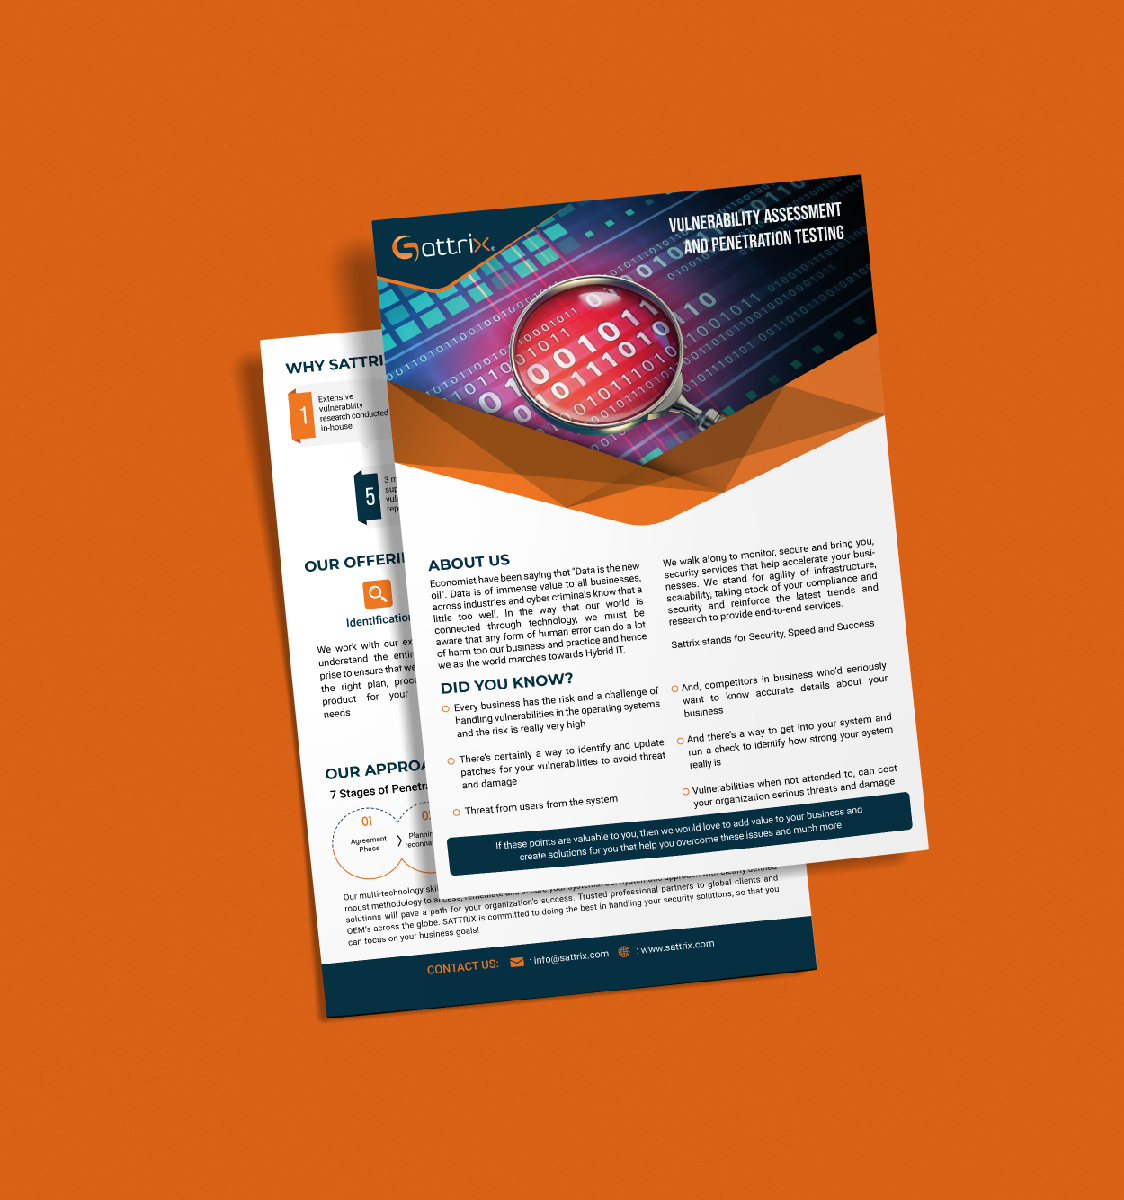 Sattrix®
VULNERABILITY ASSESSMENT
AND PENETRATION TESTING
ABOUT US
Economist have been saying that "Data is the new
oil'. Data is of immense value to all businesses,
across industries and cyber criminals know that a
little too well. In the way that our world is
connected through technology, we must be
aware that any form of human error can do a lot
of harm too our business and practice and hence
we as the world marches towards Hybrid IT.
We walk along to monitor, secure and bring you,
security services that help accelerate your busi-
nesses. We stand for agility of infrastructure,
scalability, taking stock of your compliance and
security and reinforce the latest trends and
research to provide end-to-end services.
Sattrix stands for Security, Speed and Success
DID YOU KNOW?
Every business has the risk and a challenge of
handling vulnerabilities in the operating systems
and the risk is really very high
There's certainly a way to identify and update
patches for your vulnerabilities to avoid threat
and damage
Threat from users from the system
And, competitors in business who'd seriously
want to know accurate details about your
business
And there's a way to get into your system and
run a check to identify how strong your system
really is
Vulnerabilities when not attended to, can cost
your organization serious threats and damage
If these points are valuable to you, then we would love to add value to your business and
create solutions for you that help you overcome these issues and much more
WHY SATTRI
1
Extensive
vulnerability
research conducted
in-house
5
OUR OFFERI
Identification
We work with our
understand the
prise to ensure that we
the right plan,
product for your
needs
OUR APPROA
7 Stages of Penetra
01
Agreement
Phase
Our multi-technology
robust methodology to
solutions will pave a path for your organization's success. Trusted professional partners to global clients and
OEM's across the globe. SATTRIX is committed to doing the best in handling your security solutions, so that you
can focus on your business goals!
CONTACT US: : info@sattrix.com : www.sattrix.com